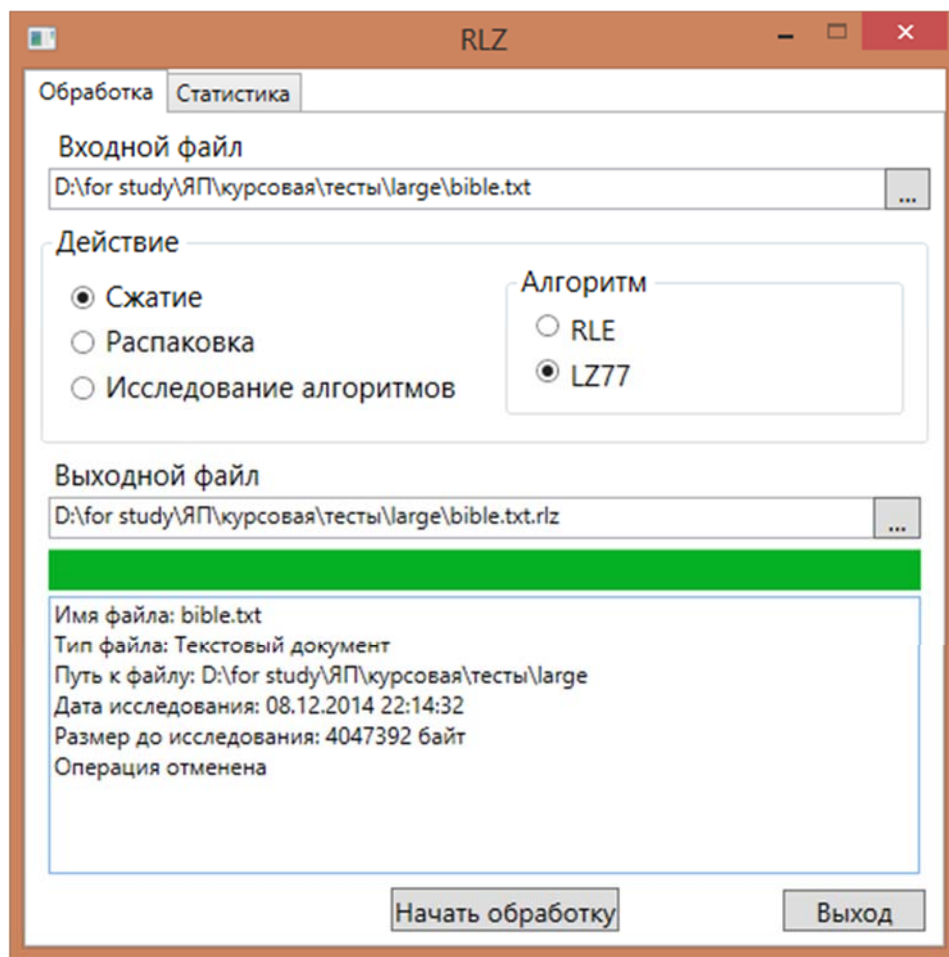 RLZ
Обработка Статистика
Входной файл
D:\for study\ЯП\курсовая\тесты\large\bible.txt ...
Действие
Сжатие
Распаковка
Исследование алгоритмов
Алгоритм
RLE
LZ77
Выходной файл
D:\for study\ЯП\курсовая\тесты\large\bible.txt.rlz ...
Имя файла: bible.txt
Тип файла: Текстовый документ
Путь к файлу: D:\for study\ЯП\курсовая\тесты\large
Дата исследования: 08.12.2014 22:14:32
Размер до исследования: 4047392 байт
Операция отменена
Начать обработку Выход